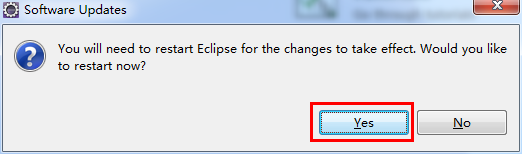 Software Updates
You will need to restart Eclipse for the changes to take effect. Would you like
to restart now?
Yes
No